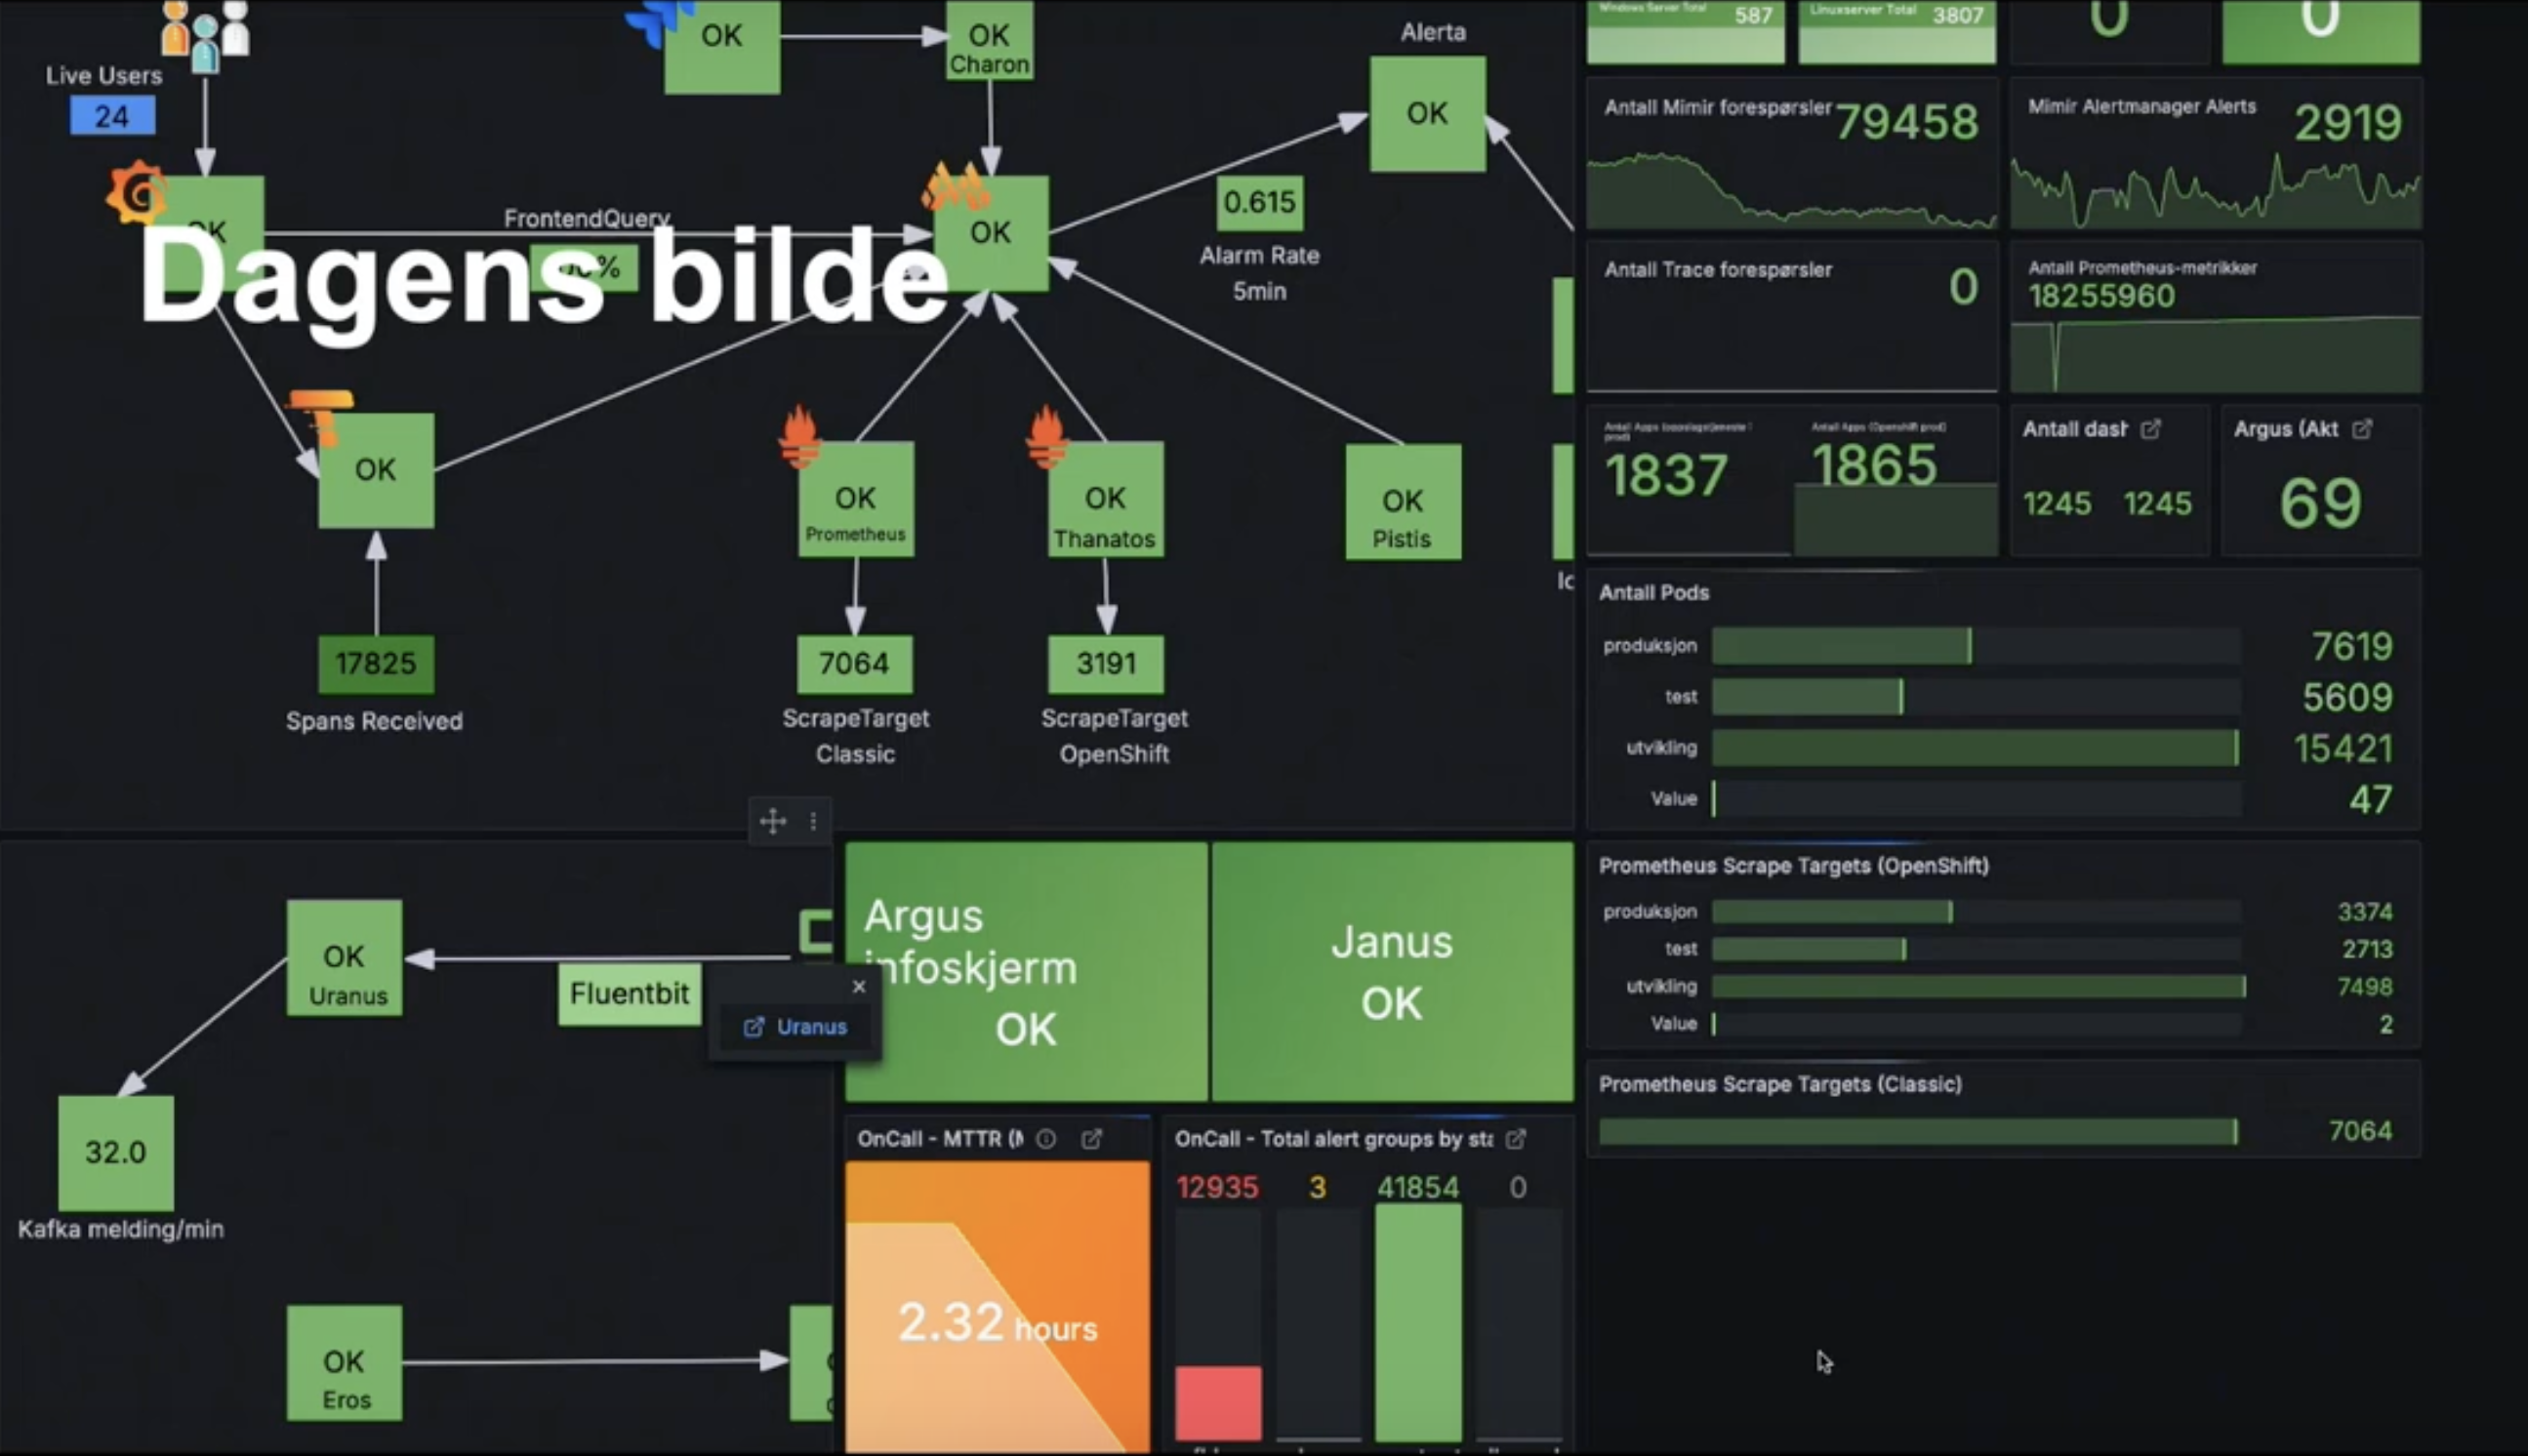 Live Users
24
OK
OK
Charon
Alerta
OK
OK
FrontendQuery
OK
0.615
Alarm Rate
5min
Dagens bilde
OK
17825
Spans Received
OK
Prometheus
7064
ScrapeTarget
Classic
OK
Thanatos
3191
ScrapeTarget
OpenShift
OK
Pistis
Windows Server Total 587
Linuxserver Total 3807
0
0
Antall Mimir forespørsler 79458
Mimir Alertmanager Alerts 2919
Antall Trace forespørsler 0
Antall Prometheus-metrikker
18255960
1837
Antall Apps (Openshift prod)
1865
Antall dash
1245 1245
Argus (Akt
69
Antall Pods
produksjon 7619
test 5609
utvikling 15421
Value 47
Prometheus Scrape Targets (OpenShift)
produksjon 3374
test 2713
utvikling 7498
Value 2
Prometheus Scrape Targets (Classic)
7064
OK
Uranus
Fluentbit
Uranus
32.0
Kafka melding/min
OK
Eros
Argus
infoskjerm
OK
Janus
OK
OnCall - MTTR (M
2.32 hours
OnCall - Total alert groups by sta
12935 3 41854 0